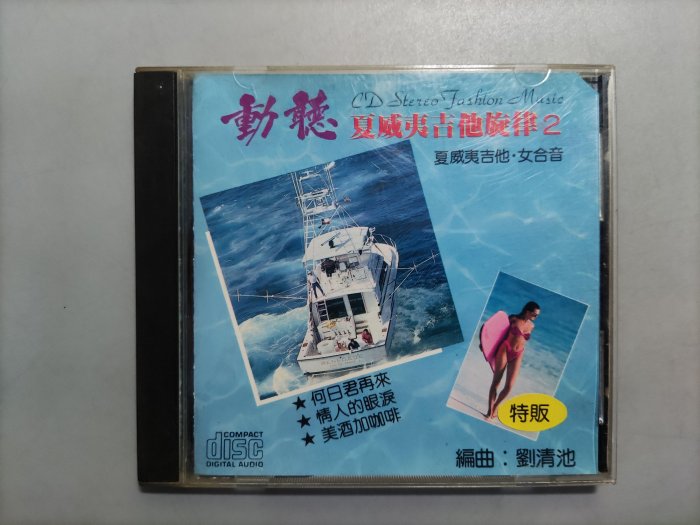 動聽
CD Stereo Fashion Music
夏威夷吉他旋律2
夏威夷吉他·女合音
★何日君再來
★情人的眼淚
★美酒加咖啡
特販
COMPACT
disc
DIGITAL AUDIO
編曲：劉清池